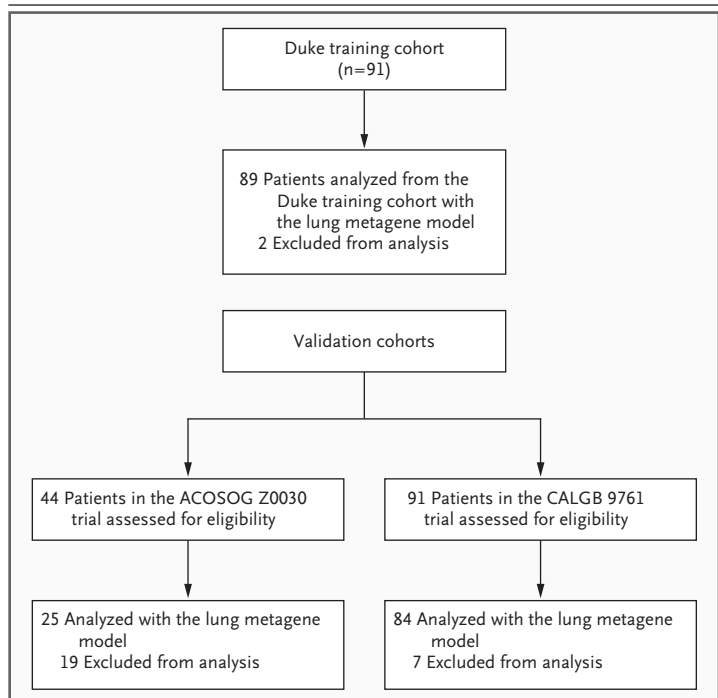 Duke training cohort
(n=91)
89 Patients analyzed from the
Duke training cohort with
the lung metagene model
2 Excluded from analysis
Validation cohorts
44 Patients in the ACOSOG Z0030
trial assessed for eligibility
91 Patients in the CALGB 9761
trial assessed for eligibility
25 Analyzed with the lung metagene
model
19 Excluded from analysis
84 Analyzed with the lung metagene
model
7 Excluded from analysis